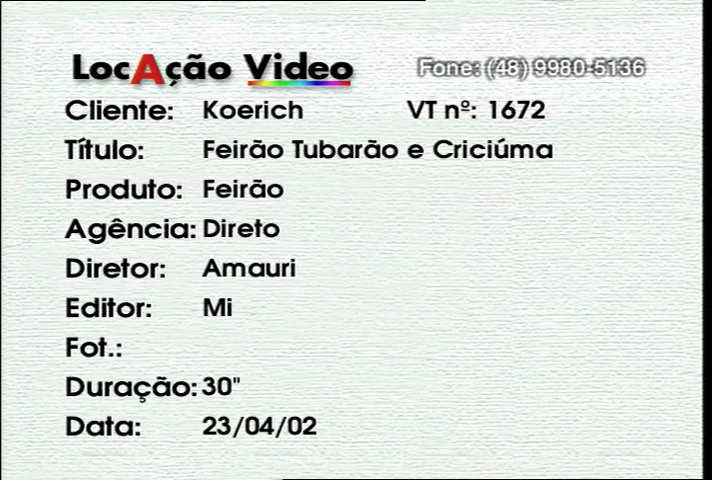 LocAção Video Fone: (48) 9980-5136
Cliente: Koerich VT nº: 1672
Título: Feirão Tubarão e Criciúma
Produto: Feirão
Agência: Direto
Diretor: Amauri
Editor: Mi
Fot.:
Duração: 30"
Data: 23/04/02